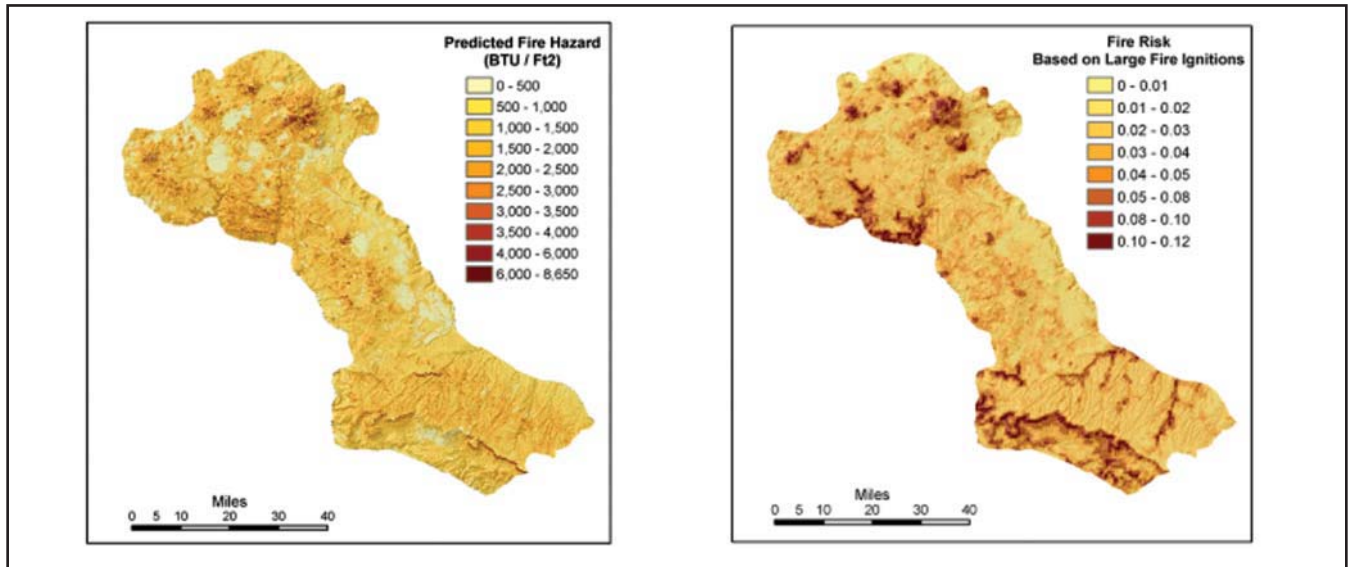 Predicted Fire Hazard
(BTU / Ft2)
0 - 500
500 - 1,000
1,000 - 1,500
1,500 - 2,000
2,000 - 2,500
2,500 - 3,000
3,000 - 3,500
3,500 - 4,000
4,000 - 6,000
6,000 - 8,650
Miles
0 5 10 20 30 40
Fire Risk
Based on Large Fire Ignitions
0 - 0.01
0.01 - 0.02
0.02 - 0.03
0.03 - 0.04
0.04 - 0.05
0.05 - 0.08
0.08 - 0.10
0.10 - 0.12
Miles
0 5 10 20 30 40